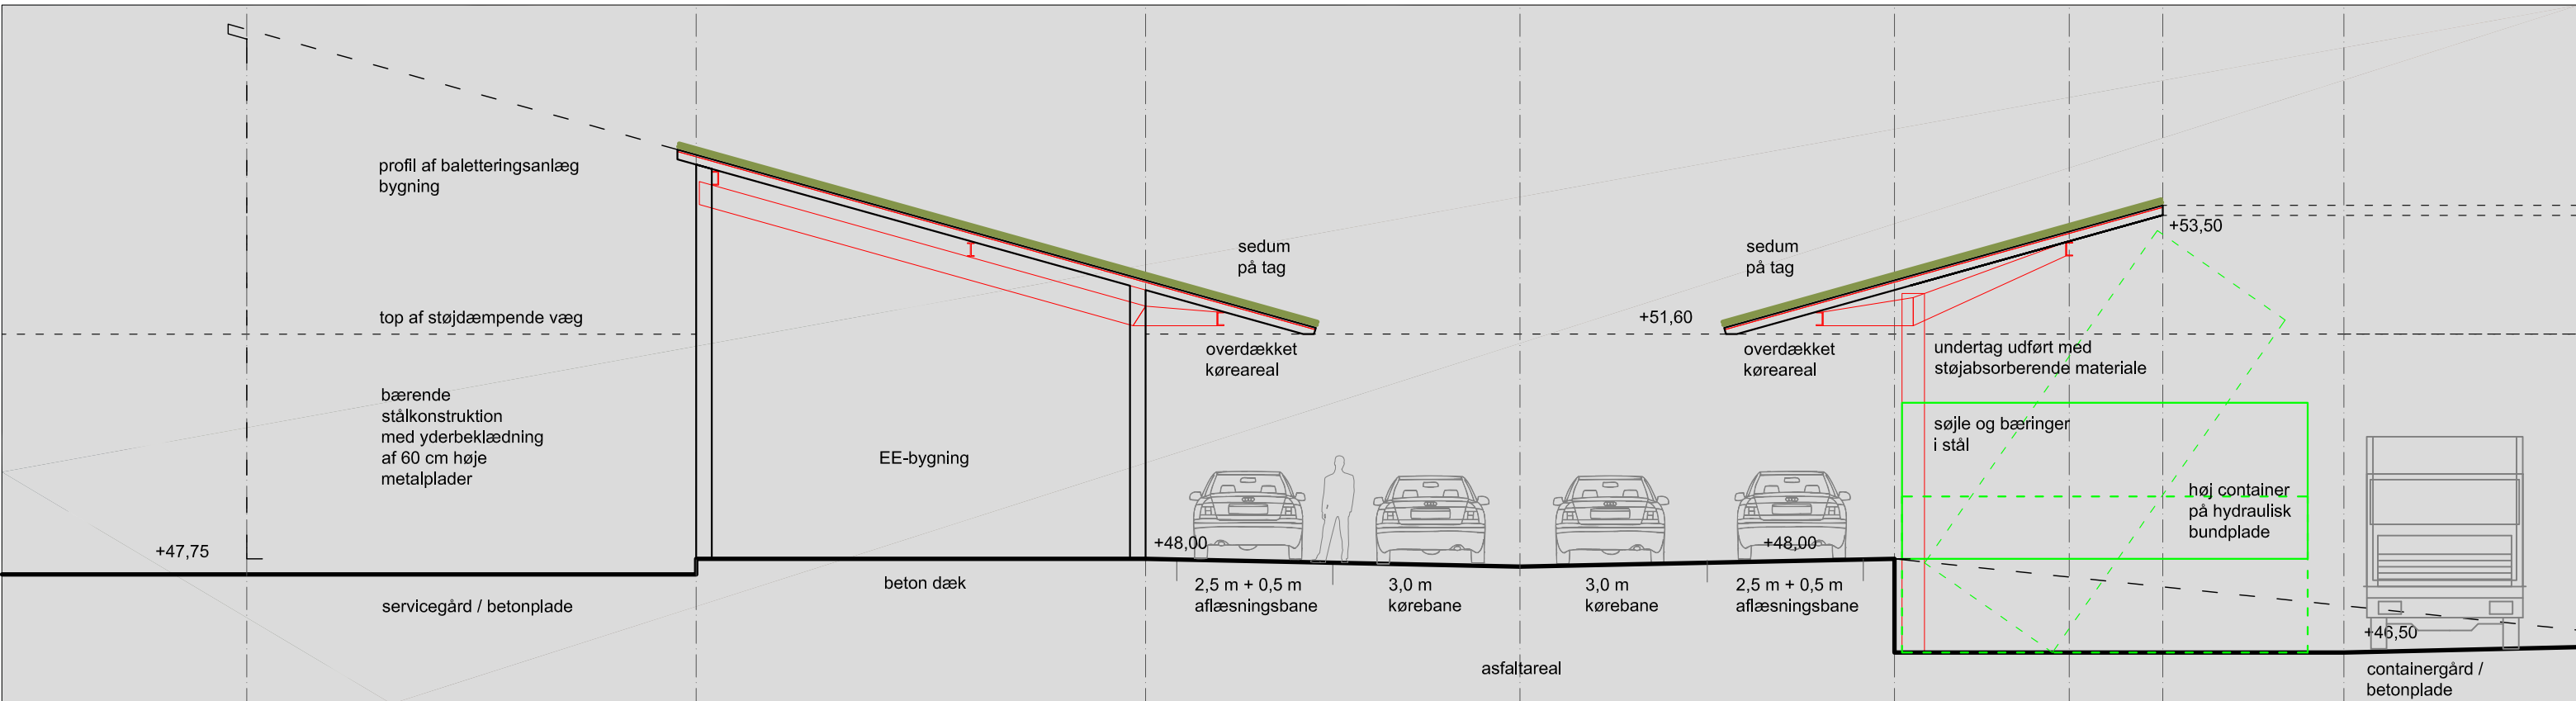 profil af baletteringsanlæg
bygning
top af støjdæmpende væg
bærende
stålkonstruktion
med yderbeklædning
af 60 cm høje
metalplader
+47,75
servicegård / betonplade
EE-bygning
beton dæk
sedum
på tag
overdækket
køreareal
+48,00
2,5 m + 0,5 m
aflæsningsbane
3,0 m
kørebane
asfaltareal
3,0 m
kørebane
+51,60
sedum
på tag
overdækket
køreareal
+48,00
2,5 m + 0,5 m
aflæsningsbane
+53,50
undertag udført med
støjabsorberende materiale
søjle og bæringer
i stål
høj container
på hydraulisk
bundplade
+46,50
containergård /
betonplade